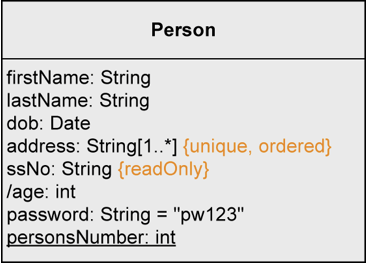 Person
firstName: String
lastName: String
dob: Date
address: String[1..*] {unique, ordered}
ssNo: String {readOnly}
/age: int
password: String = "pw123"
personsNumber: int